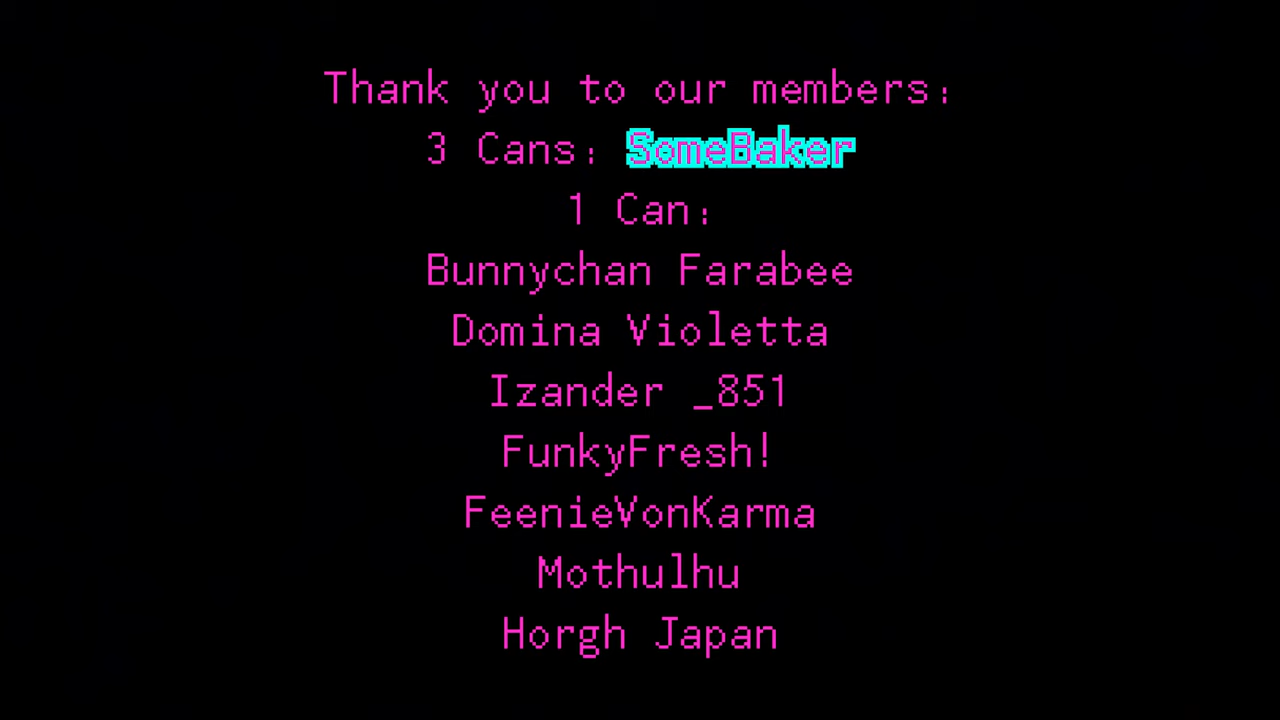 Thank you to our members:
3 Cans: SomeBaker
1 Can:
Bunnychan Farabee
Domina Violetta
Izander _851
FunkyFresh!
FeenieVonKarma
Mothulhu
Horgh Japan